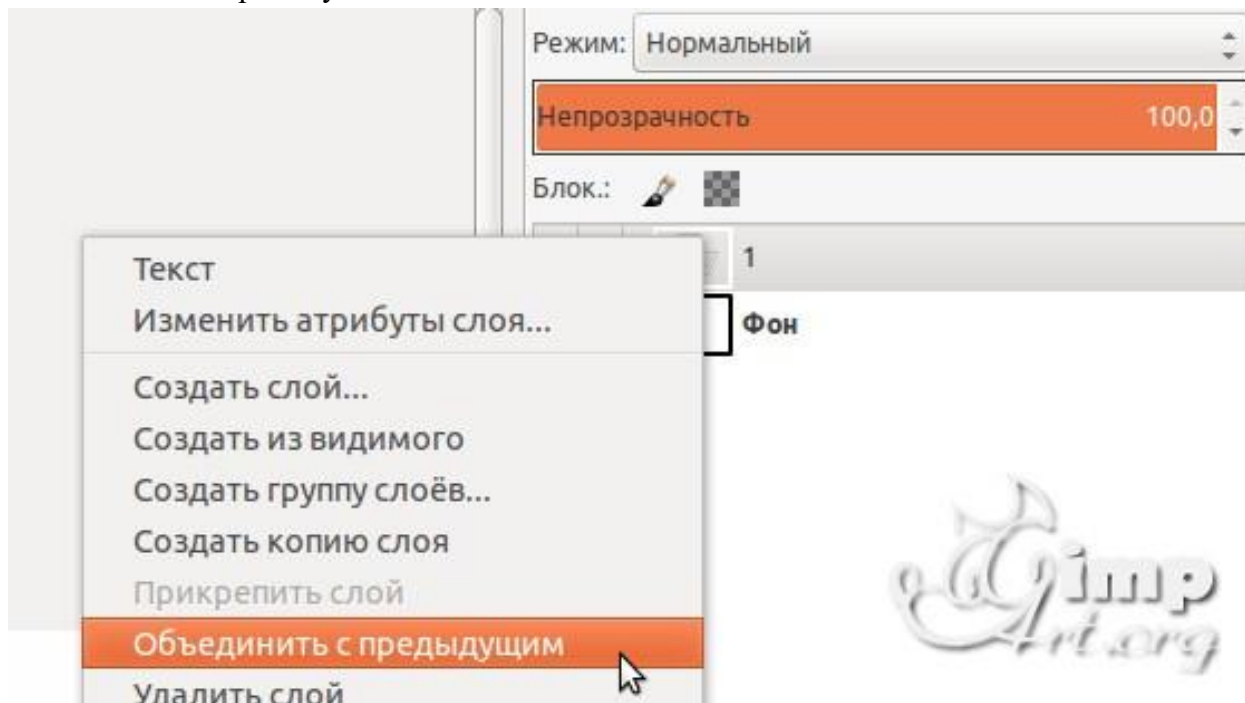 Режим: Нормальный
Непрозрачность 100,0
Блок.:
1
Фон
Текст
Изменить атрибуты слоя...
Создать слой...
Создать из видимого
Создать группу слоёв...
Создать копию слоя
Прикрепить слой
Объединить с предыдущим
Удалить слой
Gimp
Art.org